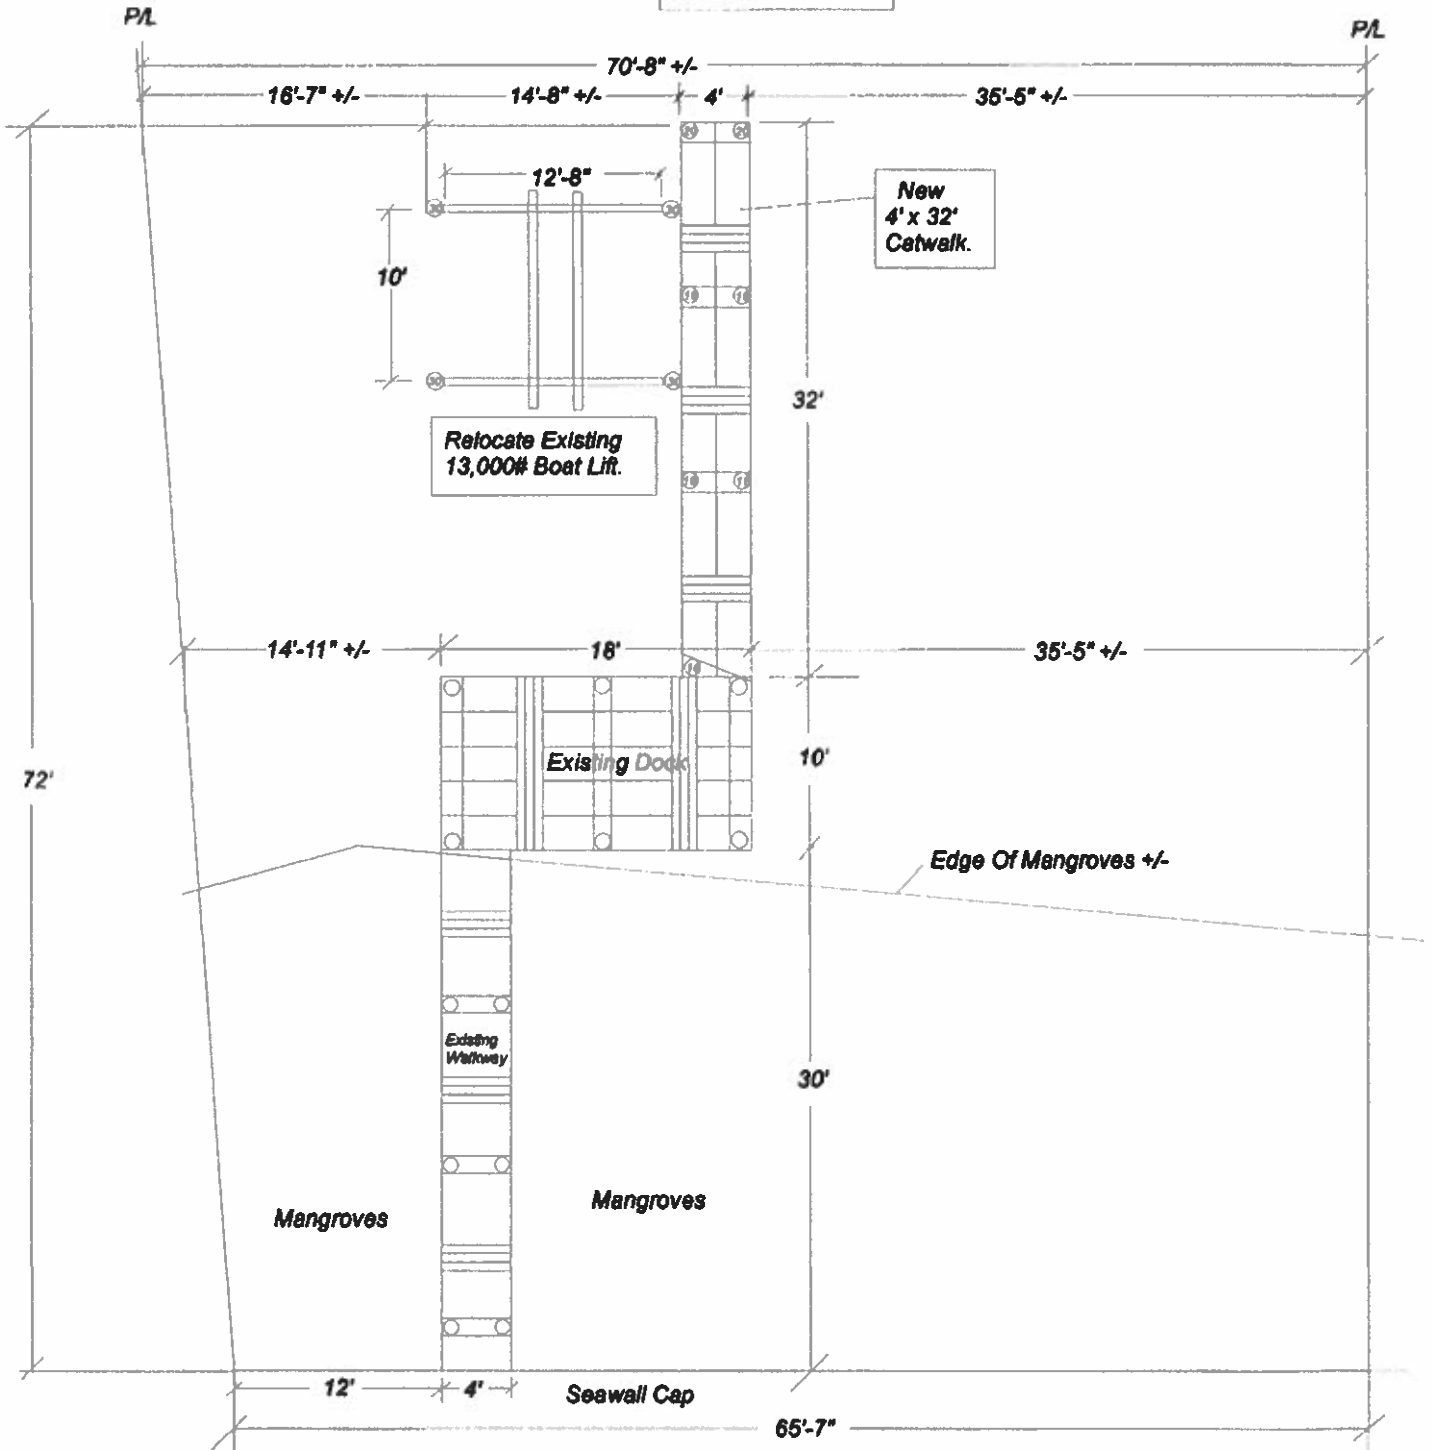 P/L
P/L
70'-8" +/-
16'-7" +/-
14'-8" +/-
4'
35'-5" +/-
12'-8"
New
4' x 32'
Catwalk.
10'
32'
Relocate Existing
13,000# Boat Lift.
14'-11" +/-
18'
35'-5" +/-
72'
Existing Dock
10'
Edge Of Mangroves +/-
Existing
Walkway
30'
Mangroves
Mangroves
12'
4'
Seawall Cap
65'-7"